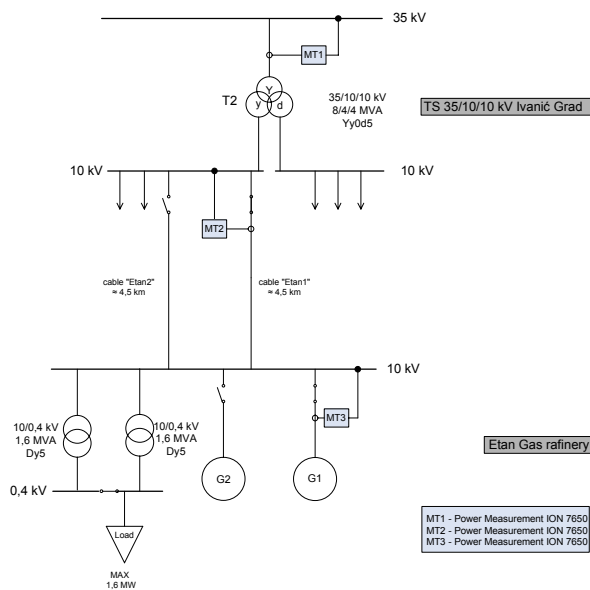 35 kV
MT1
T2
Y
y
d
35/10/10 kV
8/4/4 MVA
Yy0d5
TS 35/10/10 kV Ivanić Grad
10 kV
10 kV
MT2
cable "Etan2"
≈ 4,5 km
cable "Etan1"
≈ 4,5 km
10 kV
10/0,4 kV
1,6 MVA
Dy5
10/0,4 kV
1,6 MVA
Dy5
MT3
G2
G1
Etan Gas rafinery
0,4 kV
Load
MAX
1,6 MW
MT1 - Power Measurement ION 7650
MT2 - Power Measurement ION 7650
MT3 - Power Measurement ION 7650